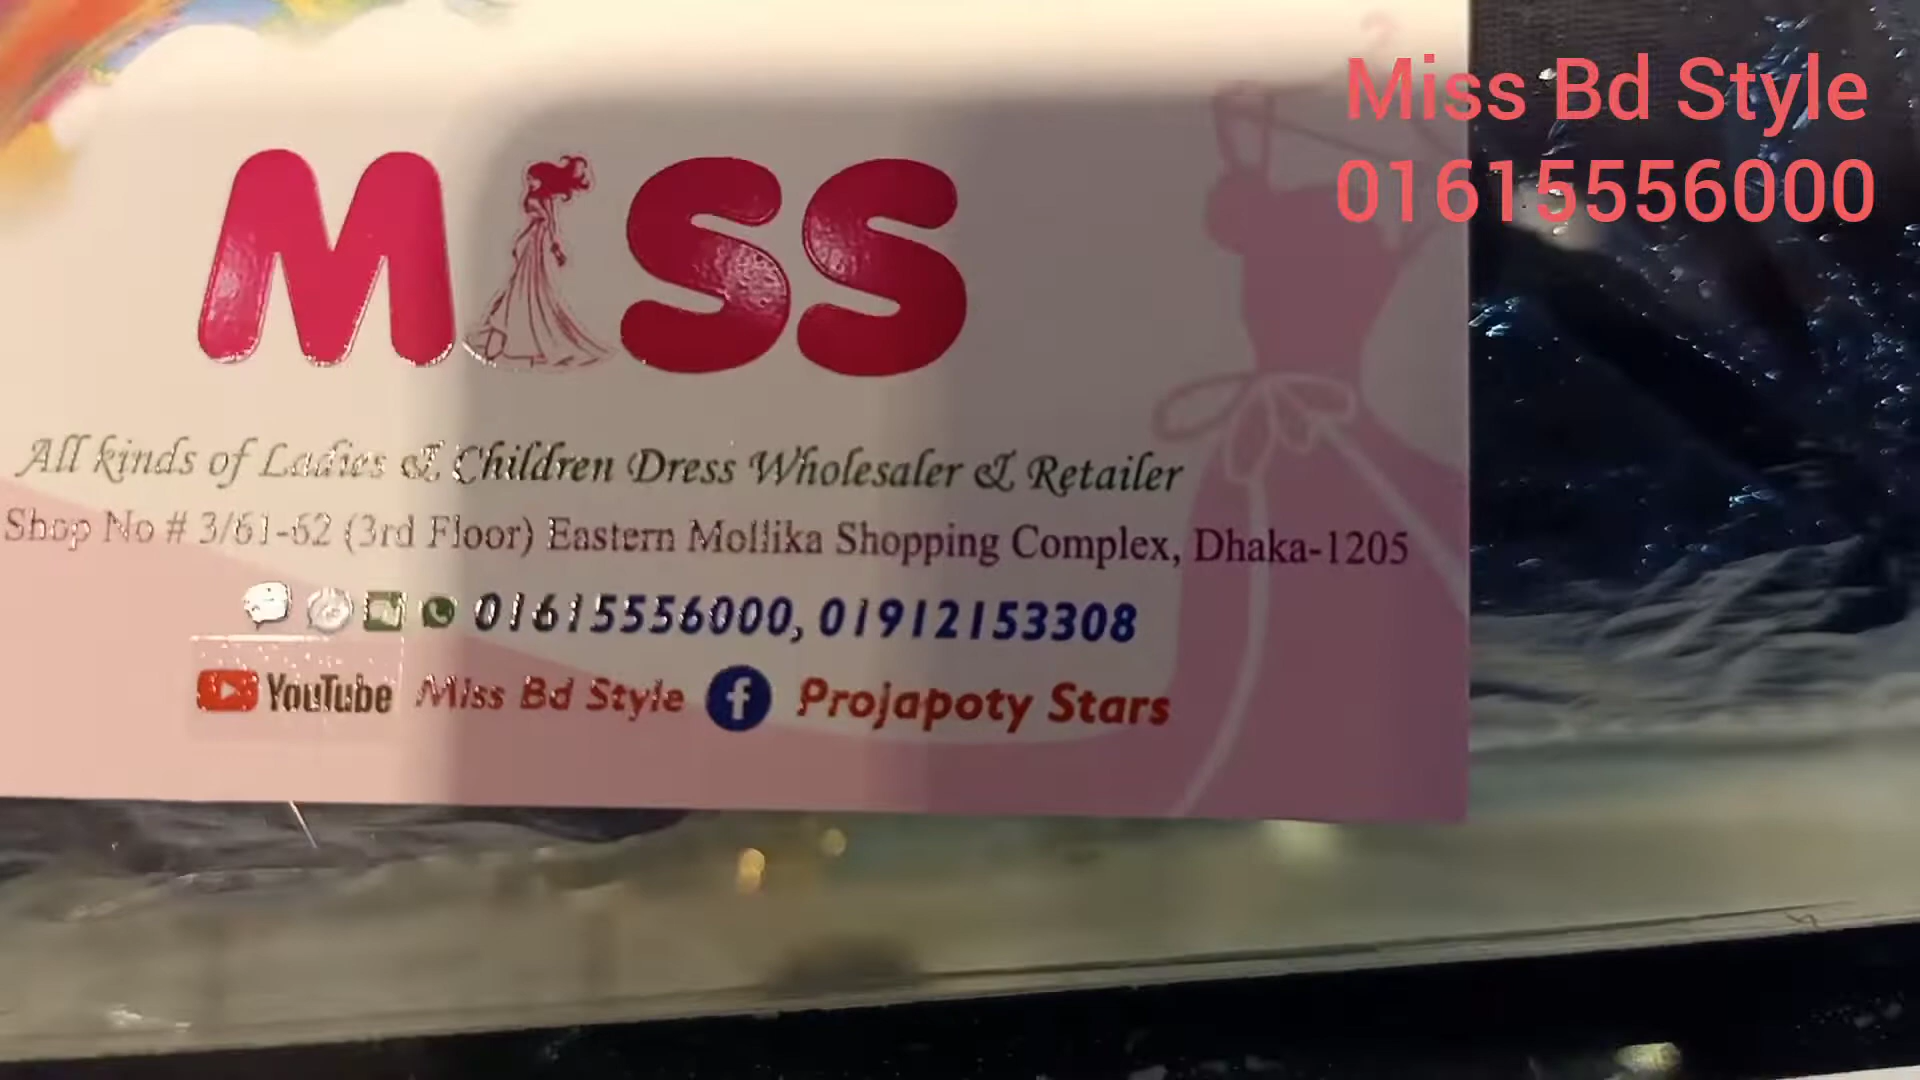 Miss Bd Style
01615556000
MISS
All kinds of Ladies & Children Dress Wholesaler & Retailer
Shop No # 3/61-62 (3rd Floor) Eastern Mollika Shopping Complex, Dhaka-1205
01615556000, 01912153308
YouTube Miss Bd Style f Projapoty Stars